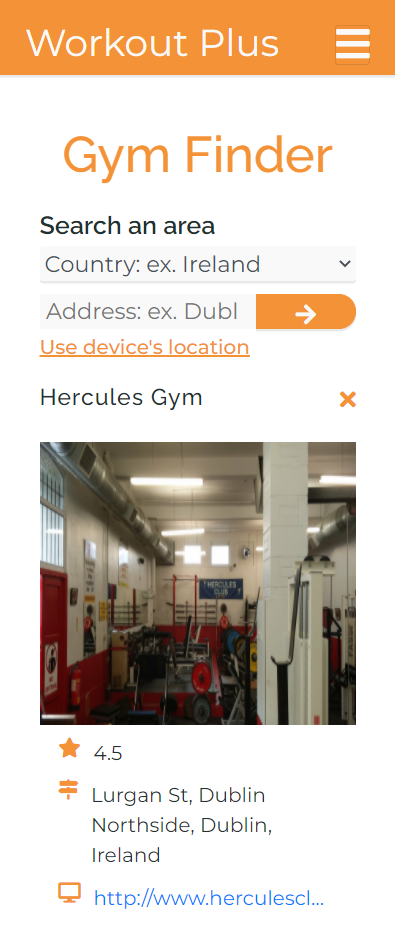 Workout Plus
Gym Finder
Search an area
Country: ex. Ireland
Address: ex. Dubl
Use device's location
Hercules Gym
HERCULES
CLUB
4.5
Lurgan St, Dublin
Northside, Dublin,
Ireland
http://www.herculescl...